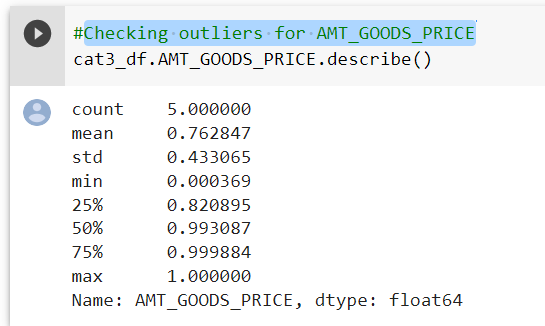 #Checking outliers for AMT_GOODS_PRICE
cat3_df.AMT_GOODS_PRICE.describe()
count    5.000000
mean     0.762847
std      0.433065
min      0.000369
25%      0.820895
50%      0.993087
75%      0.999884
max      1.000000
Name: AMT_GOODS_PRICE, dtype: float64